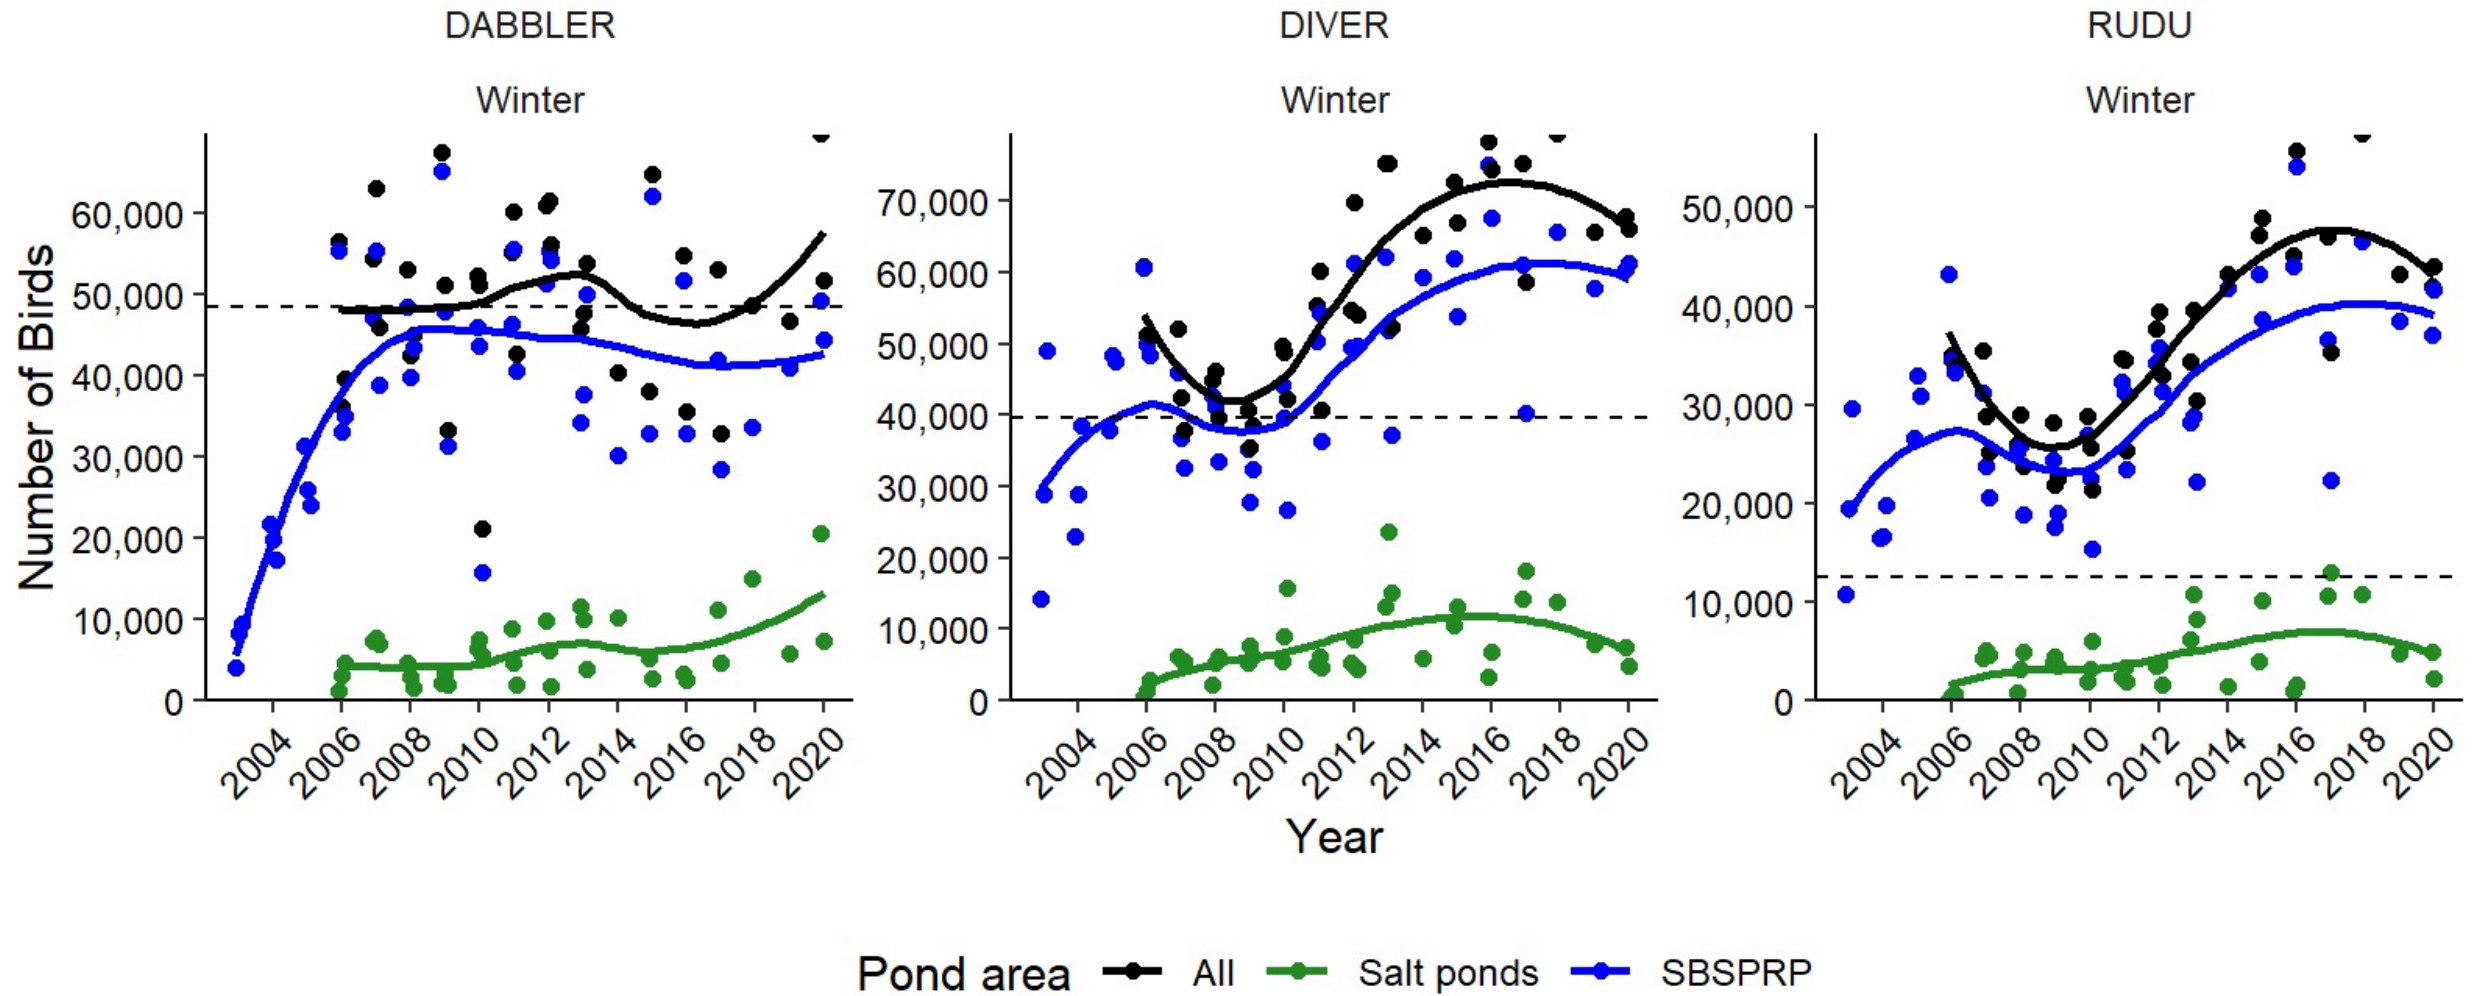 DABBLER DIVER RUDU
Winter Winter Winter
Number of Birds
60,000
50,000
40,000
30,000
20,000
10,000
0
70,000
60,000
50,000
40,000
30,000
20,000
10,000
0
50,000
40,000
30,000
20,000
10,000
0
2004 2006 2008 2010 2012 2014 2016 2018 2020
2004 2006 2008 2010 2012 2014 2016 2018 2020
2004 2006 2008 2010 2012 2014 2016 2018 2020
Year
Pond area All Salt ponds SBSPRP